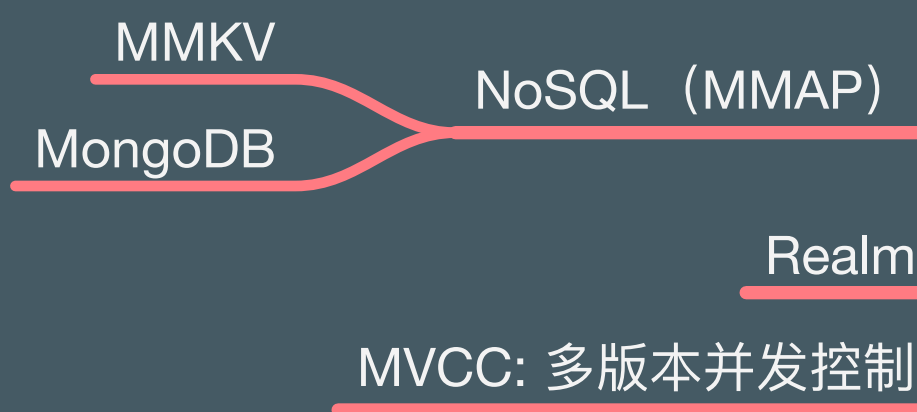 MMKV
NoSQL（MMAP）
MongoDB
Realm
MVCC: 多版本并发控制